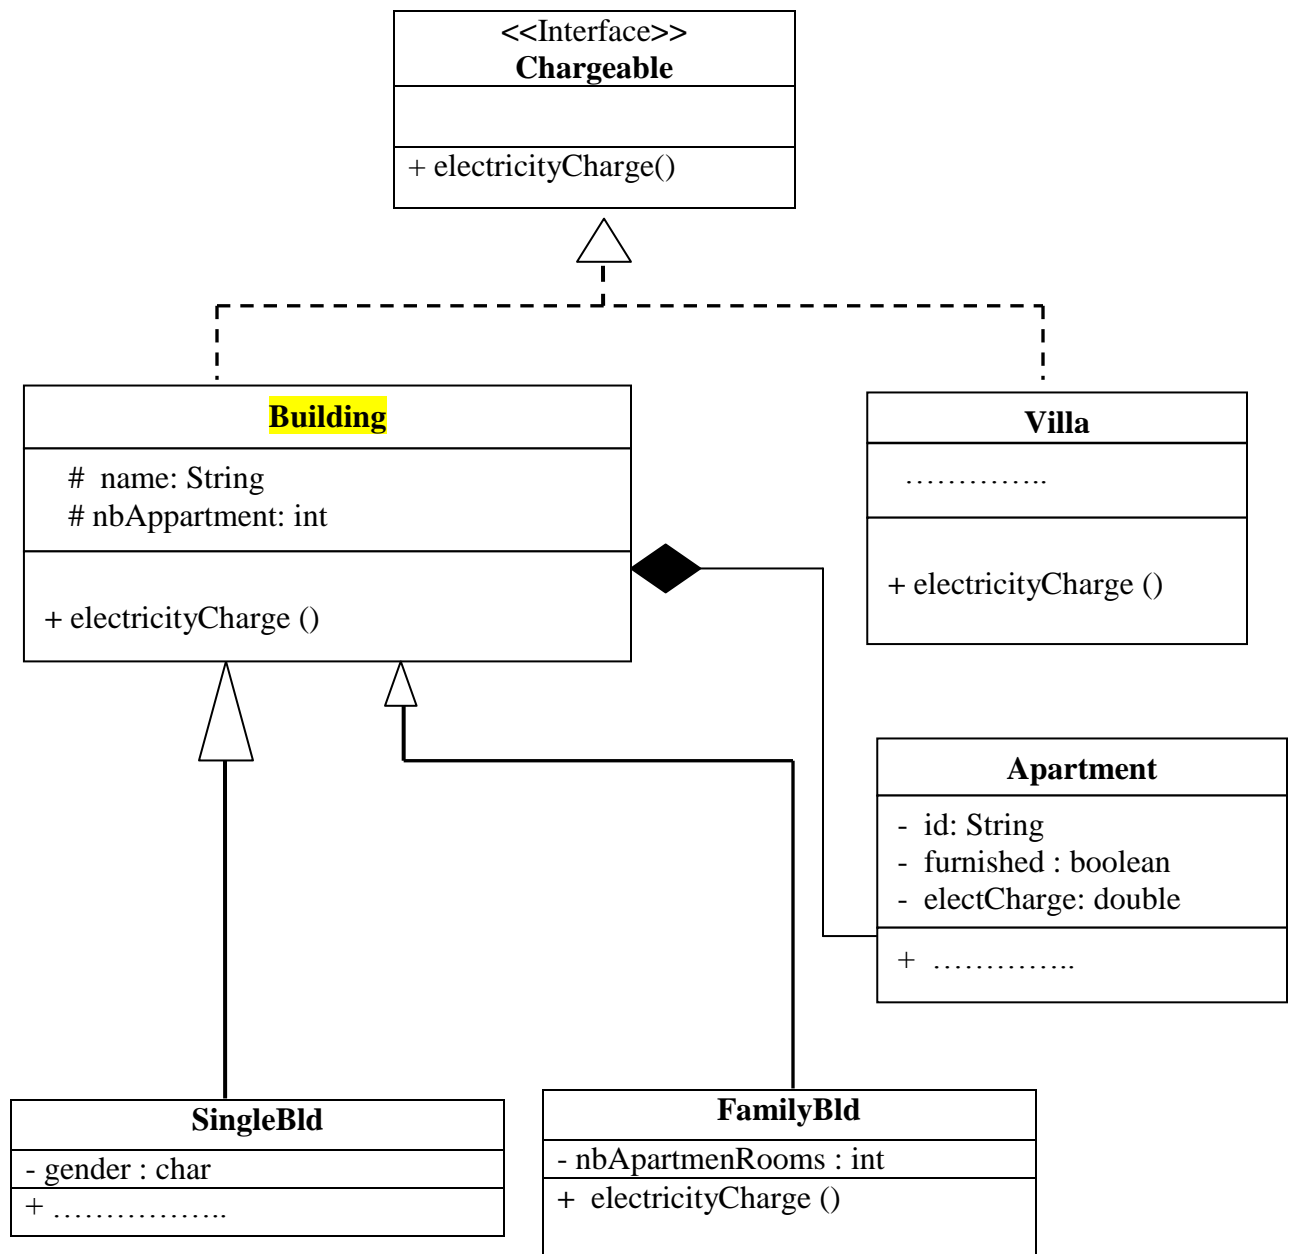 <<Interface>>
Chargeable
+ electricityCharge()
Building
# name: String
# nbAppartment: int
+ electricityCharge ()
Villa
…………..
+ electricityCharge ()
Apartment
- id: String
- furnished : boolean
- electCharge: double
+ …………..
SingleBld
- gender : char
+ ……………..
FamilyBld
- nbApartmenRooms : int
+ electricityCharge ()